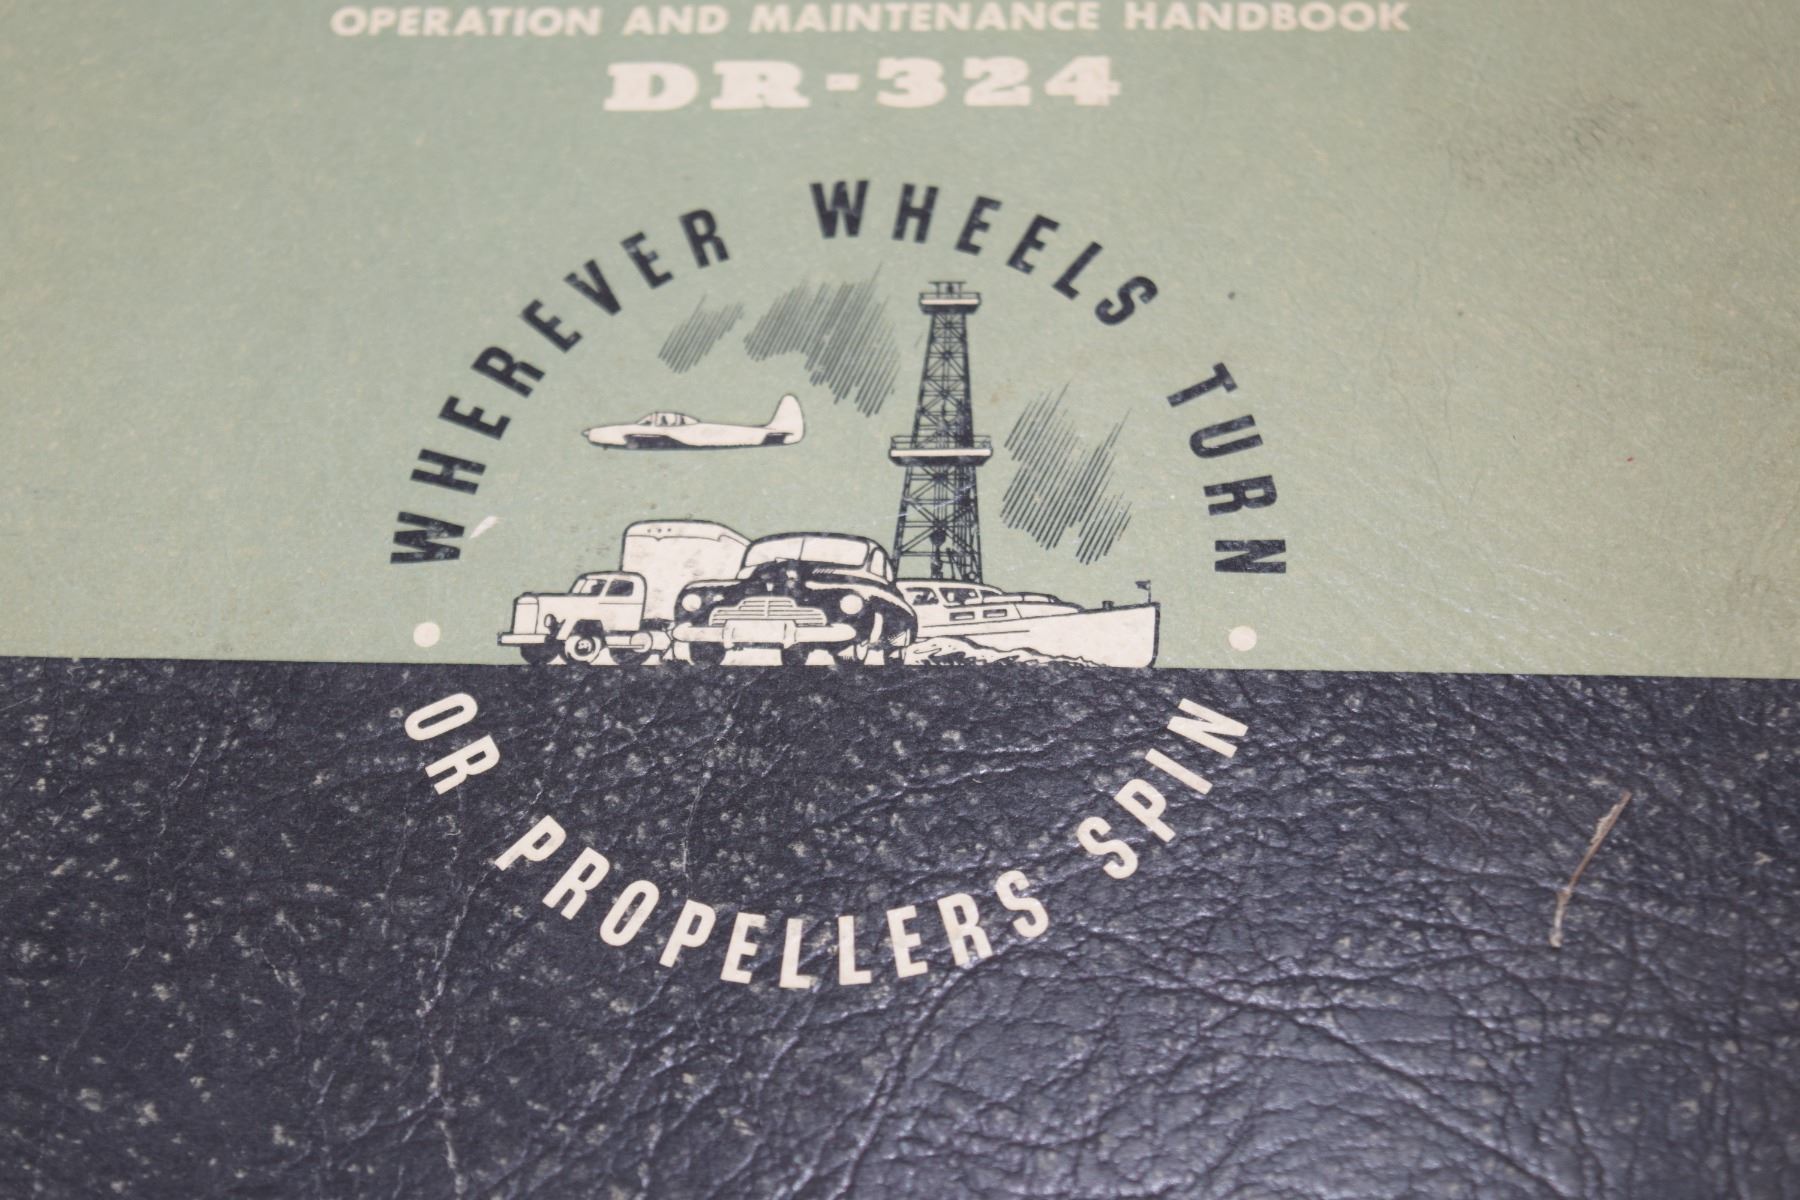 OPERATION AND MAINTENANCE HANDBOOK
DR-324
WHEREVER WHEELS TURN
OR PROPELLERS SPIN